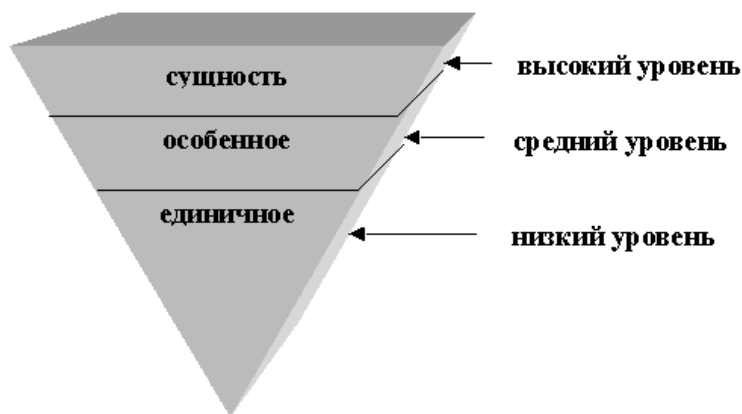 сущность
высокий уровень
особенное
средний уровень
единичное
низкий уровень